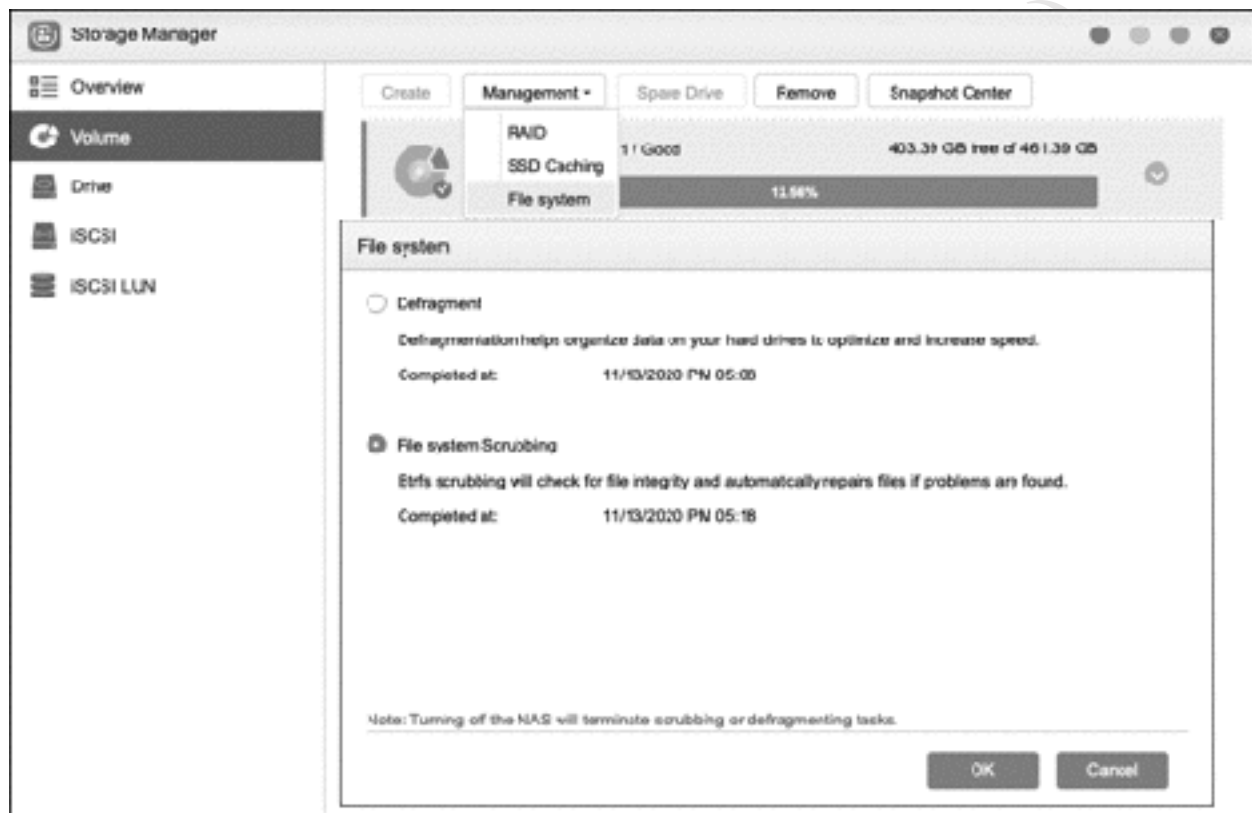 Storage Manager
Overview
Volume
Drive
iSCSI
iSCSI LUN
Create Management Spare Drive Remove Snapshot Center
RAID
SSD Caching
File system
Good
GB free of 461.39 GB
File system
Defragment
Defragmentation helps organize data on your hard drives to optimize and increase speed.
Completed at: 11/13/2020 PM
File system Scrubbing
Btrfs scrubbing will check for file integrity and automatcally repairs files if problems are found.
Completed at: 11/13/2020 PM 05:18
Note: Turning of the NAS will terminate scrubbing or defragmenting tasks.
OK Cancel